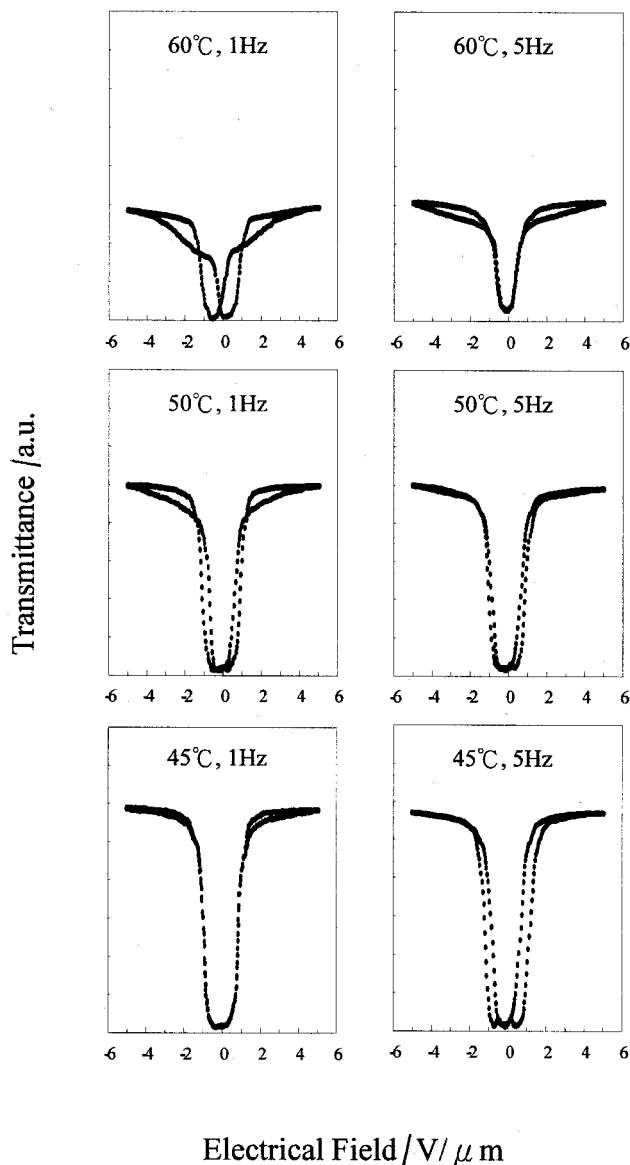 60℃, 1Hz
60℃, 5Hz
-6 -4 -2 0 2 4 6
-6 -4 -2 0 2 4 6
50℃, 1Hz
50℃, 5Hz
-6 -4 -2 0 2 4 6
-6 -4 -2 0 2 4 6
45℃, 1Hz
45℃, 5Hz
-6 -4 -2 0 2 4 6
-6 -4 -2 0 2 4 6
Transmittance /a.u.
Electrical Field / V/ μ m